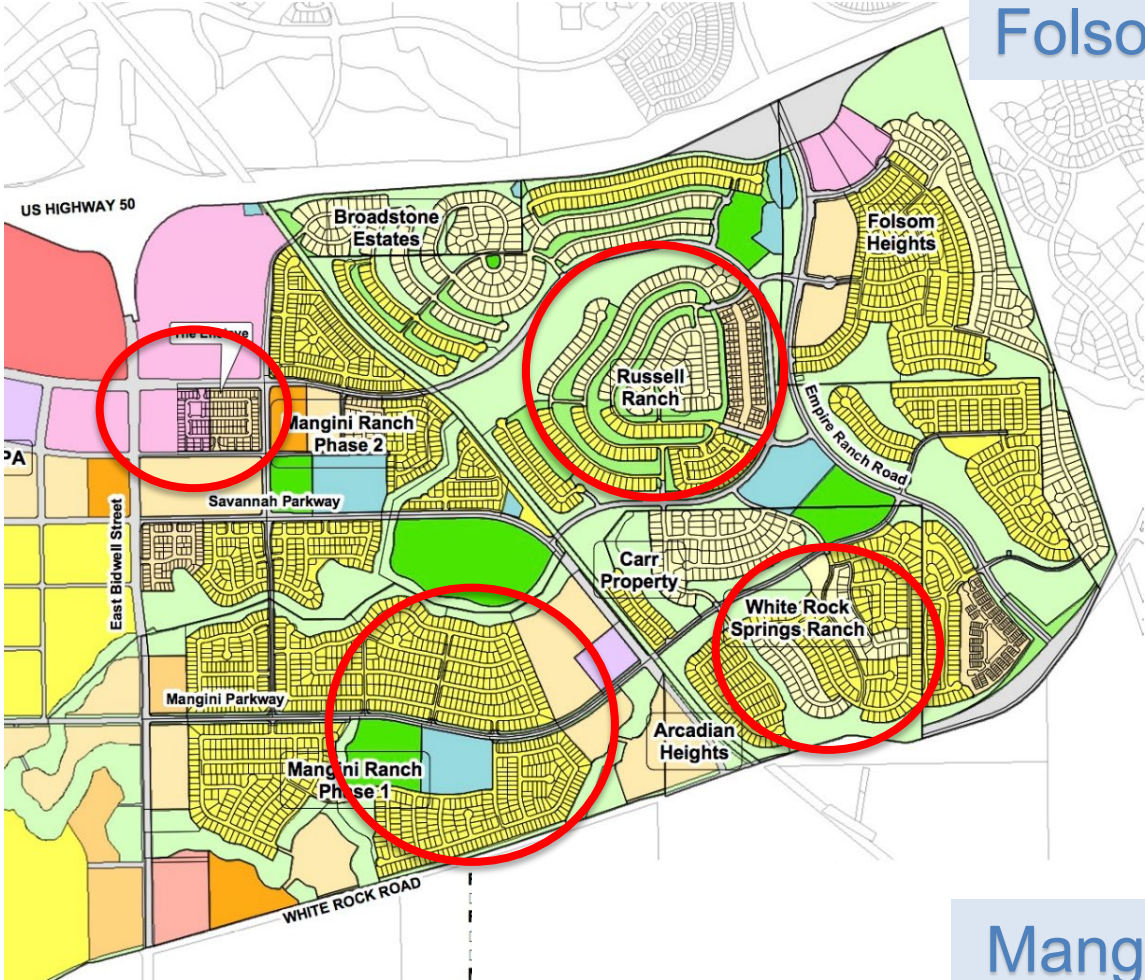 Folso
US HIGHWAY 50
Broadstone
Estates
Folsom
Heights
The Enclave
Russell
Ranch
Mangini Ranch
Phase 2
Empire Ranch Road
PA
Savannah Parkway
East Bidwell Street
Carr
Property
White Rock
Springs Ranch
Mangini Parkway
Arcadian
Heights
Mangini Ranch
Phase 1
WHITE ROCK ROAD
Mang